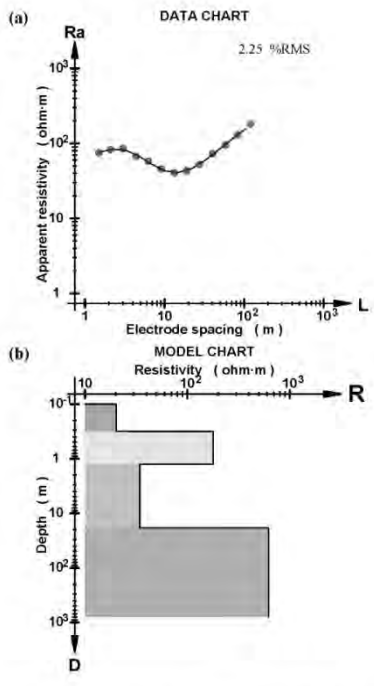 (a)
DATA CHART
Ra
2.25 %RMS
Apparent resistivity ( ohm·m )
10³
10²
10
1
1 10 10² 10³
L
Electrode spacing ( m )
(b)
MODEL CHART
Resistivity ( ohm·m )
10 10² 10³
R
Depth ( m )
10⁻¹
1
10
10²
10³
D